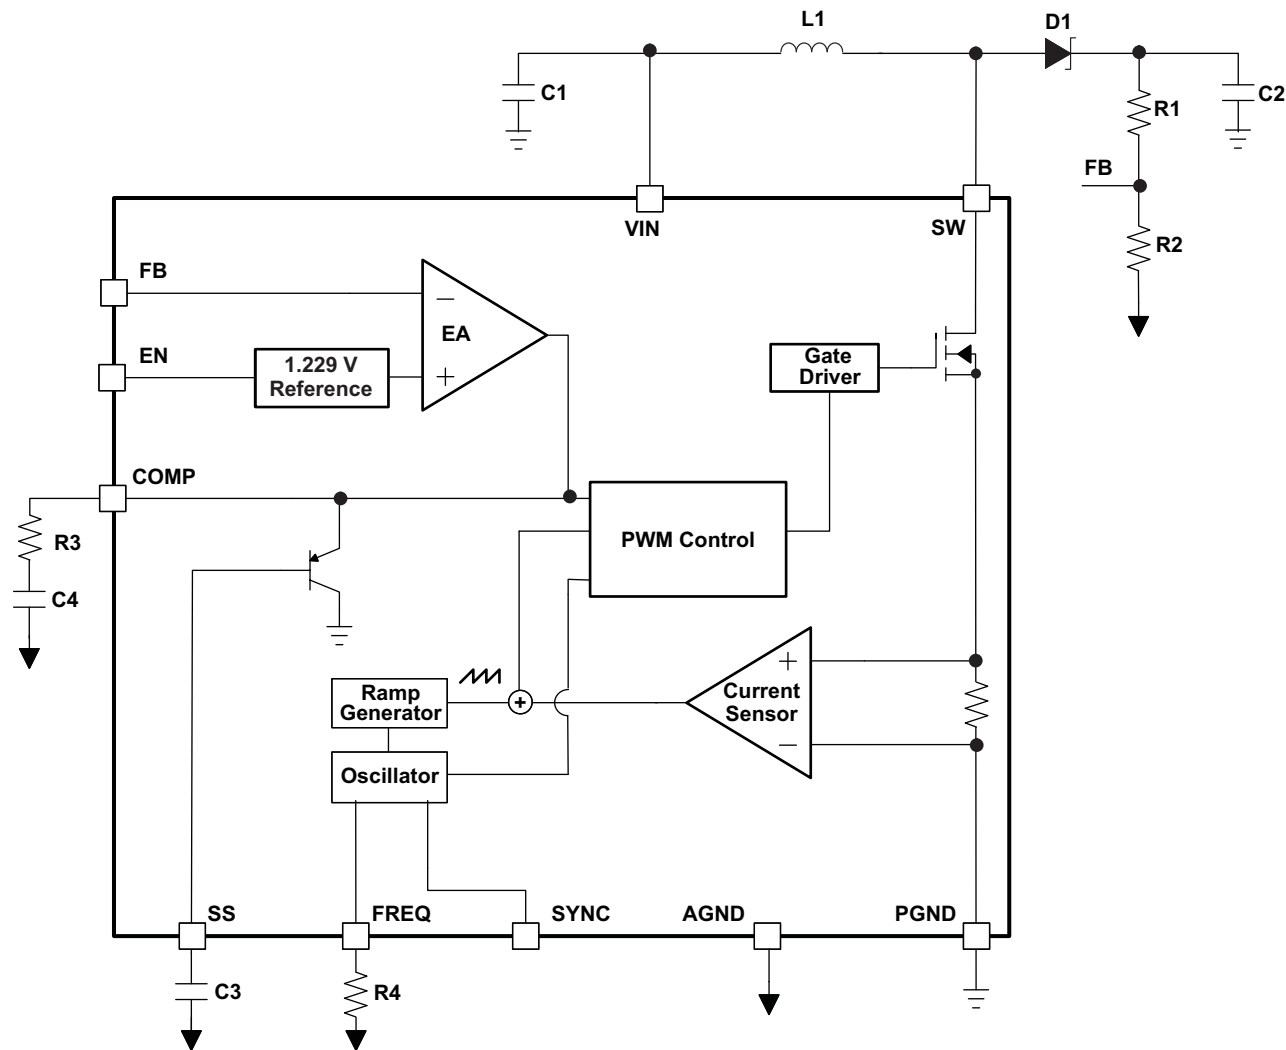 L1
D1
C1
R1
C2
FB
VIN
SW
R2
FB
EA
EN
1.229 V
Reference
Gate
Driver
COMP
R3
PWM Control
C4
Ramp
Generator
+
Current
Sensor
Oscillator
SS
FREQ
SYNC
AGND
PGND
C3
R4